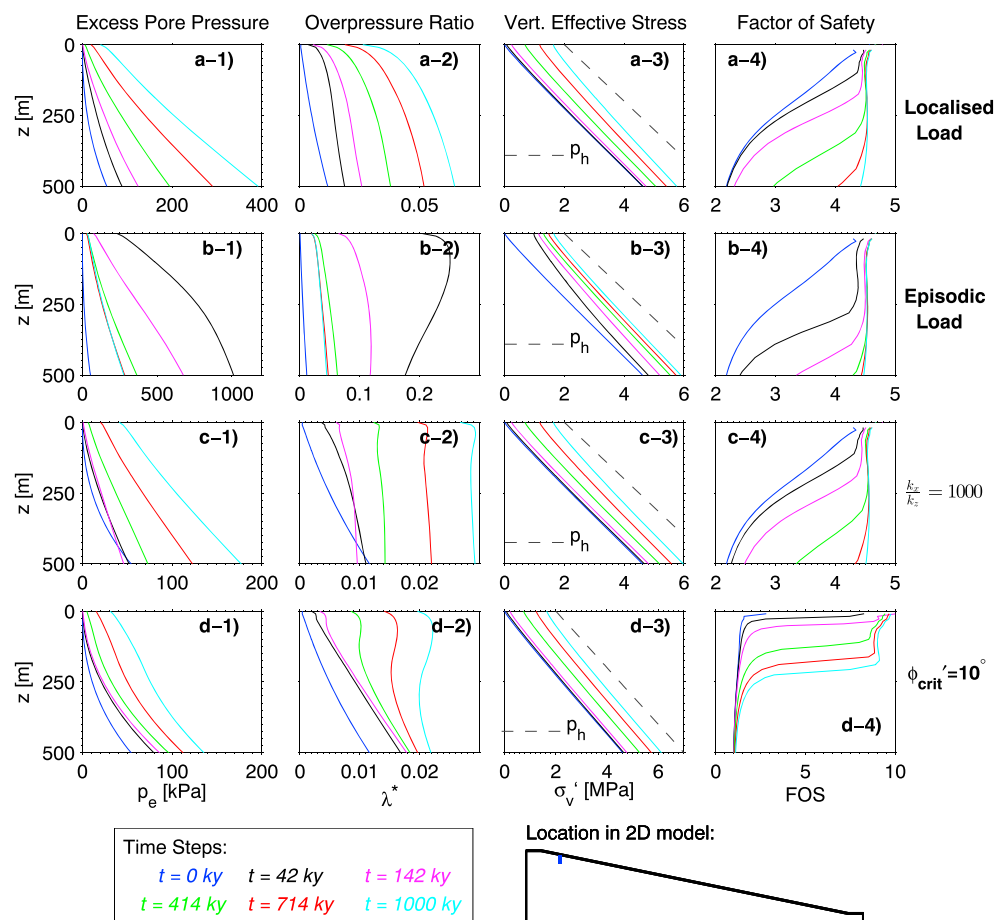 Excess Pore Pressure Overpressure Ratio Vert. Effective Stress Factor of Safety
0
250
500
z [m]
a−1) a−2) a−3) a−4)
p_h
Localised
Load
0 200 400 0 0.05 0 2 4 6 2 3 4 5
0
250
500
z [m]
b−1) b−2) b−3) b−4)
p_h
Episodic
Load
0 500 1000 0 0.1 0.2 0 2 4 6 2 3 4 5
0
250
500
z [m]
c−1) c−2) c−3) c−4)
p_h
k_x/k_z = 1000
0 100 200 0 0.01 0.02 0 2 4 6 2 3 4 5
0
250
500
z [m]
d−1) d−2) d−3) d−4)
p_h
ϕ_crit'=10°
0 100 200 0 0.01 0.02 0 2 4 6 0 5 10
p_e [kPa] λ* σ_v‘ [MPa] FOS
Time Steps:
t = 0 ky t = 42 ky t = 142 ky
t = 414 ky t = 714 ky t = 1000 ky
Location in 2D model: